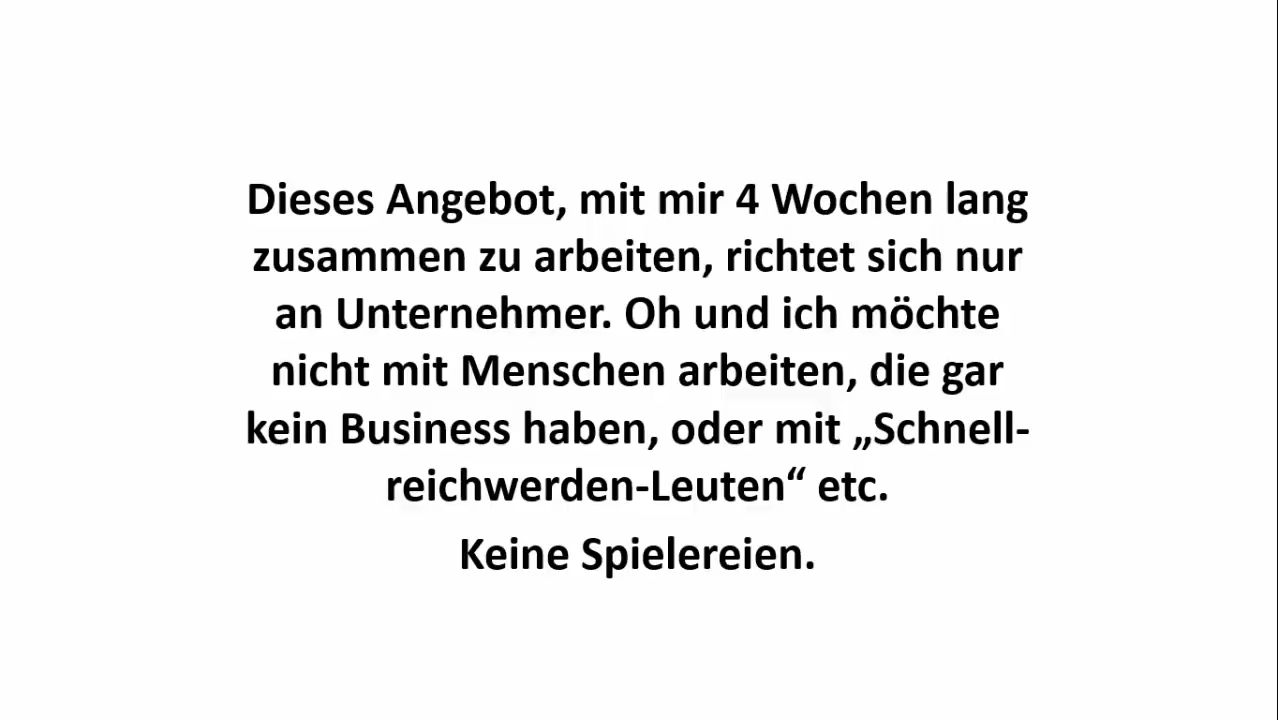 Dieses Angebot, mit mir 4 Wochen lang
zusammen zu arbeiten, richtet sich nur
an Unternehmer. Oh und ich möchte
nicht mit Menschen arbeiten, die gar
kein Business haben, oder mit „Schnell-
reichwerden-Leuten“ etc.
Keine Spielereien.